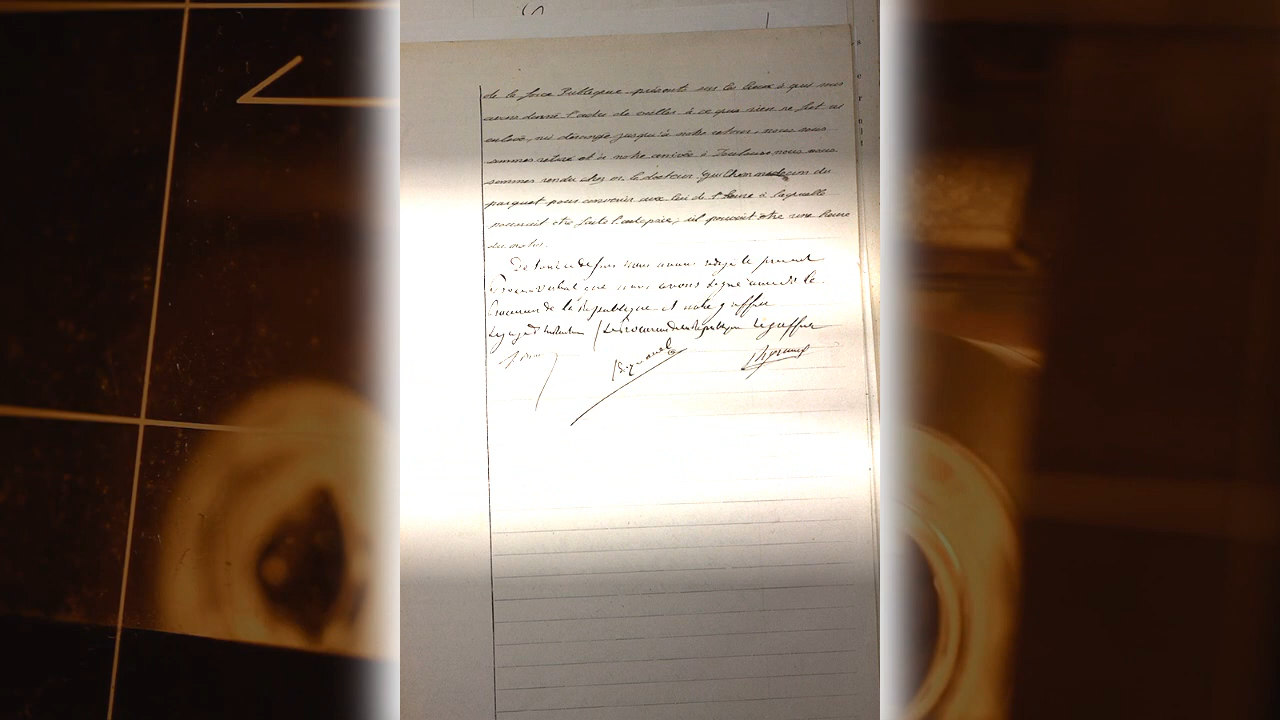 de la force Publique présents sur les lieux à qui nous
avons donné l'ordre de veiller à ce que rien ne fut ni
enlevé, ni dérangé jusqu'à notre retour, nous nous
sommes retiré et à notre arrivée à Toulouse, nous nous
sommes rendu chez m. le docteur Guilhem medecin du
parquet pour convenir avec lui de l'heure à laquelle
pourrait être faite l'autopsie; il pouvait être une heure
du matin.
De tout ce dessus nous avons rédigé le présent
Procès-verbal que nous avons signé avec M. le
Procureur de la République et notre greffier
Le juge d'Instruction Le Procureur de la République Le greffier